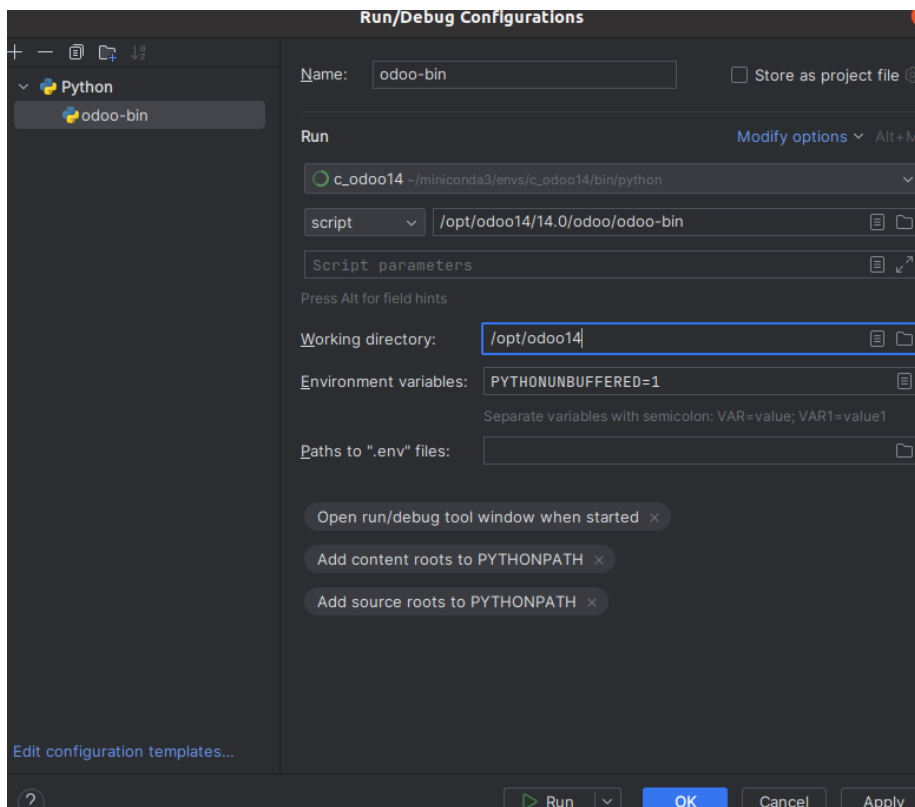 Run/Debug Configurations
Python
odoo-bin
Name: odoo-bin Store as project file
Run Modify options Alt+M
c_odoo14 ~/miniconda3/envs/c_odoo14/bin/python
script /opt/odoo14/14.0/odoo/odoo-bin
Script parameters
Press Alt for field hints
Working directory: /opt/odoo14
Environment variables: PYTHONUNBUFFERED=1
Separate variables with semicolon: VAR=value; VAR1=value1
Paths to ".env" files:
Open run/debug tool window when started ×
Add content roots to PYTHONPATH ×
Add source roots to PYTHONPATH ×
Edit configuration templates...
? Run OK Cancel Apply